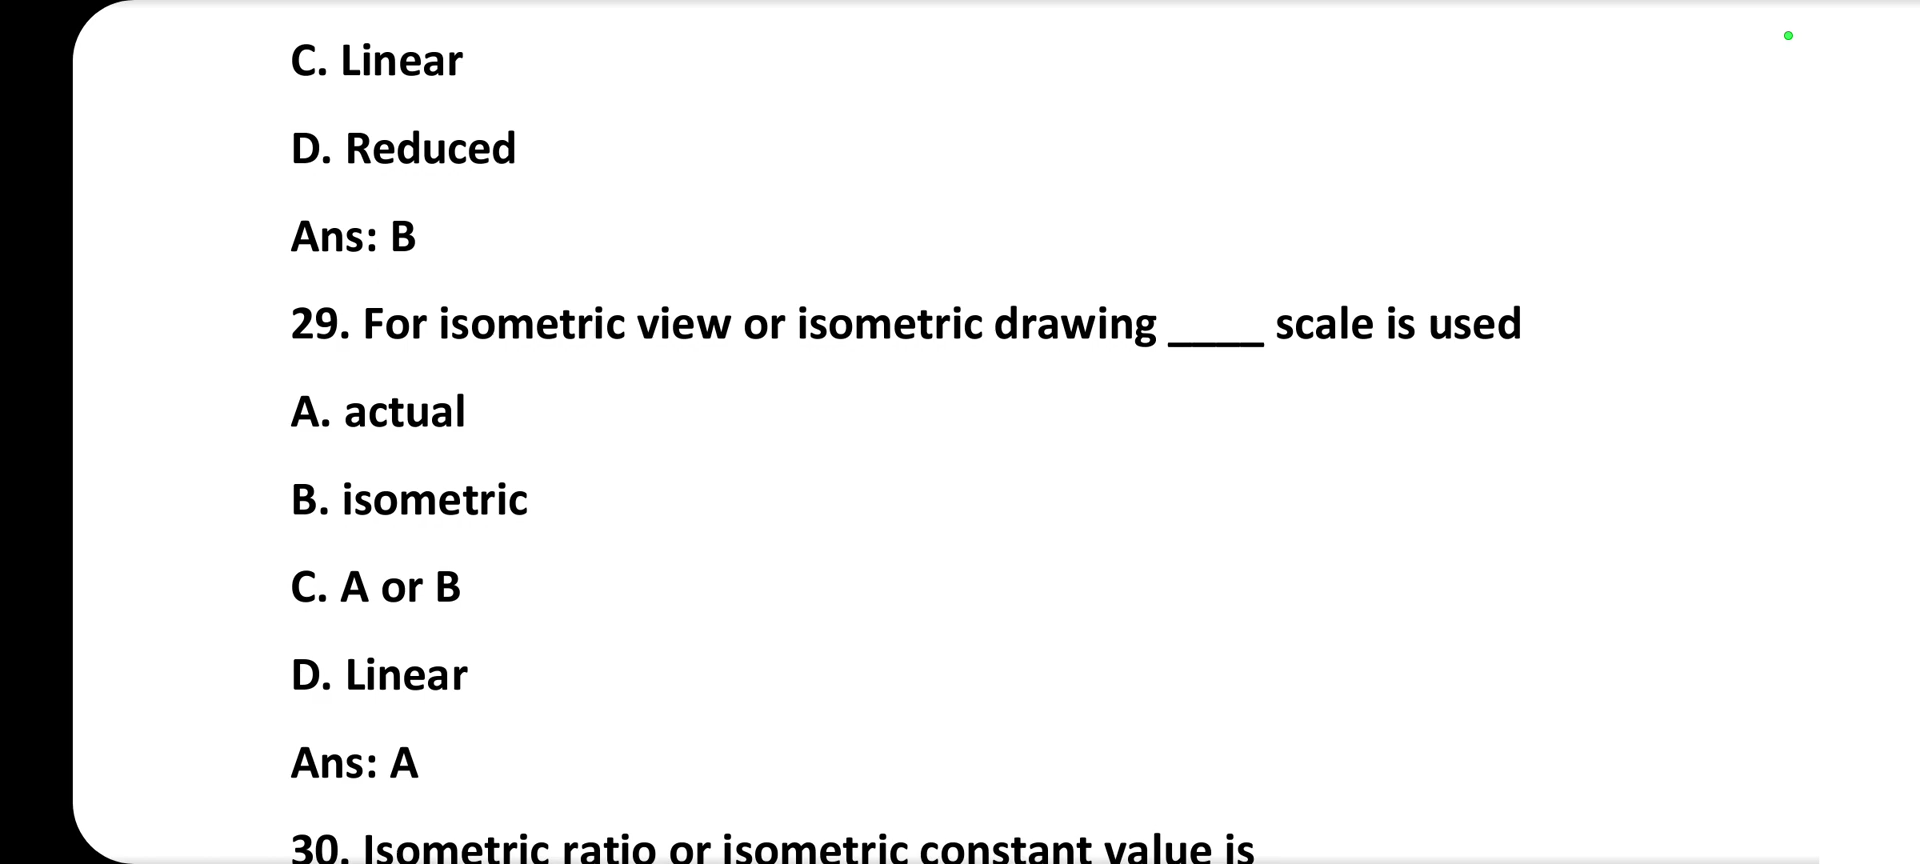 C. Linear
D. Reduced
Ans: B
29. For isometric view or isometric drawing ____ scale is used
A. actual
B. isometric
C. A or B
D. Linear
Ans: A
30. Isometric ratio or isometric constant value is